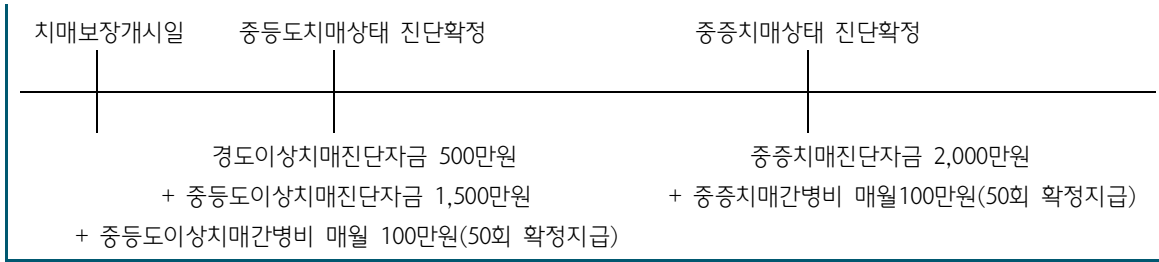 치매보장개시일 중등도치매상태 진단확정 중증치매상태 진단확정
경도이상치매진단자금 500만원 중증치매진단자금 2,000만원
+ 중등도이상치매진단자금 1,500만원 + 중증치매간병비 매월100만원(50회 확정지급)
+ 중등도이상치매간병비 매월 100만원(50회 확정지급)